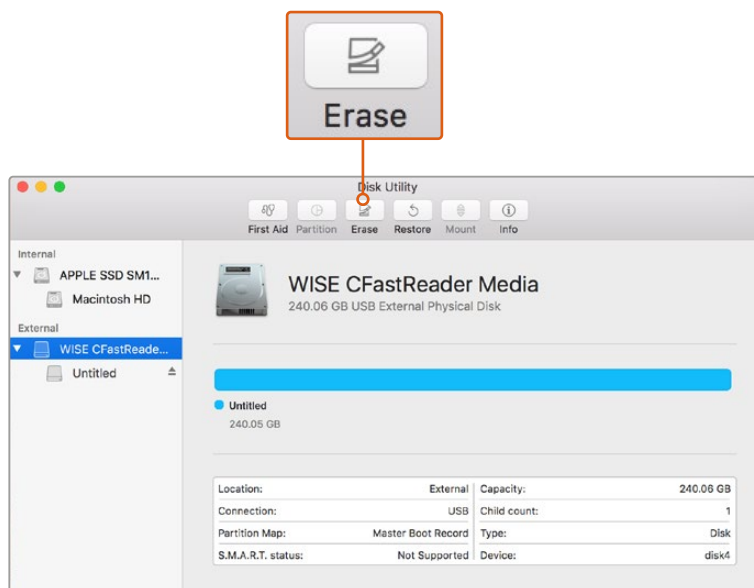 Erase
Disk Utility
First Aid Partition Erase Restore Mount Info
Internal
APPLE SSD SM1...
Macintosh HD
External
WISE CFastReade...
Untitled
WISE CFastReader Media
240.06 GB USB External Physical Disk
Untitled
240.05 GB
Location: External Capacity: 240.06 GB
Connection: USB Child count: 1
Partition Map: Master Boot Record Type: Disk
S.M.A.R.T. status: Not Supported Device: disk4